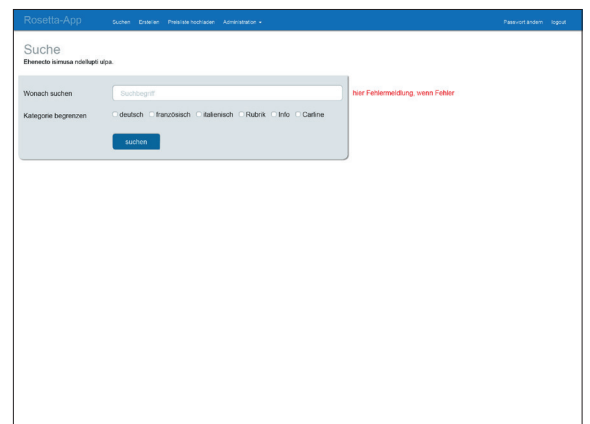 Rosetta-App Suchen Erstellen Preisliste hochladen Administration Passwort ändern logout
Suche
Ehenecto isimusa ndellupti ulpa.
Wonach suchen Suchbegriff hier Fehlermeldlung, wenn Fehler
Kategorie begrenzen deutsch französisch italienisch Rubrik Info Carline
suchen